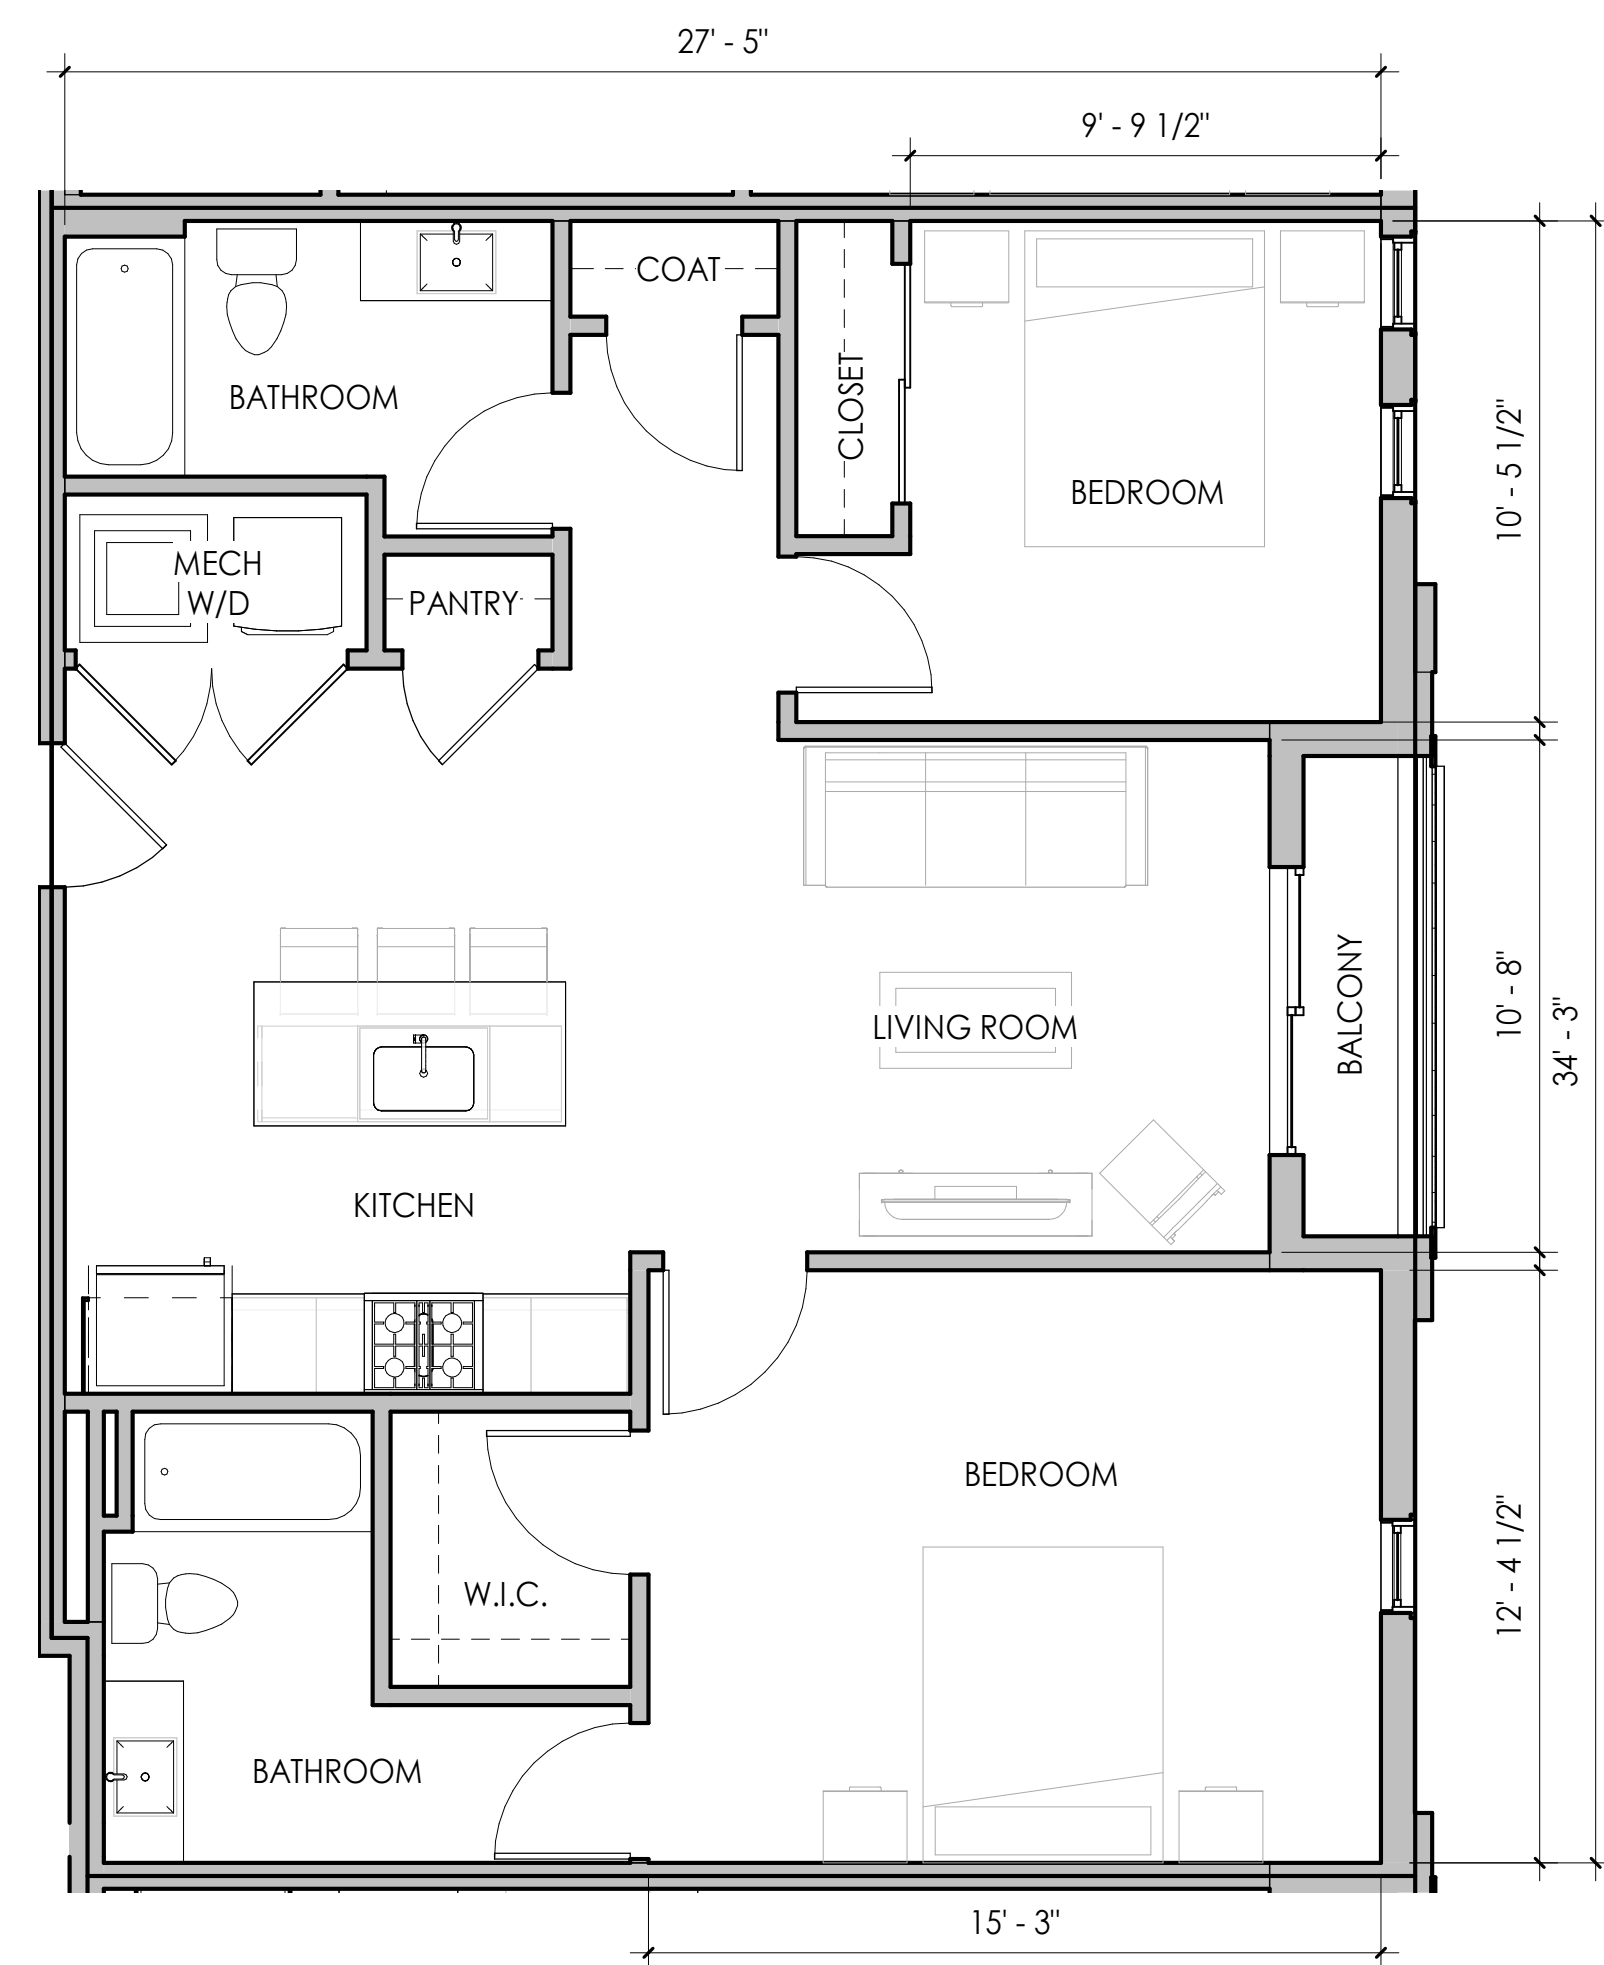 27' - 5"
9' - 9 1/2"
COAT
BATHROOM
CLOSET
BEDROOM
10' - 5 1/2"
MECH
W/D
PANTRY
LIVING ROOM
BALCONY
10' - 8"
34' - 3"
KITCHEN
BEDROOM
W.I.C.
12' - 4 1/2"
BATHROOM
15' - 3"